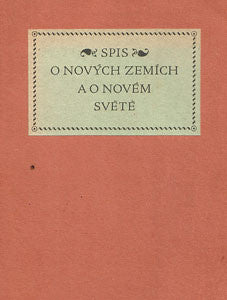 SPIS
O NOVÝCH ZEMÍCH
A O NOVÉM
SVĚTĚ